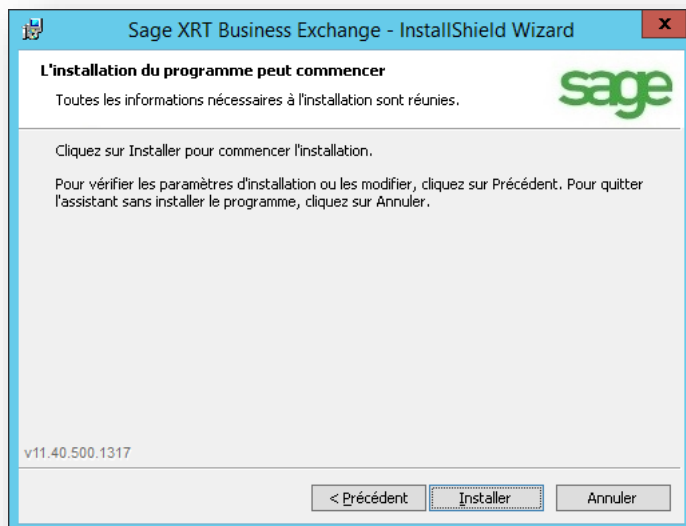 Sage XRT Business Exchange - InstallShield Wizard
x
L'installation du programme peut commencer
Toutes les informations nécessaires à l'installation sont réunies.
sage
Cliquez sur Installer pour commencer l'installation.
Pour vérifier les paramètres d'installation ou les modifier, cliquez sur Précédent. Pour quitter
l'assistant sans installer le programme, cliquez sur Annuler.
v11.40.500.1317
< Précédent Installer Annuler